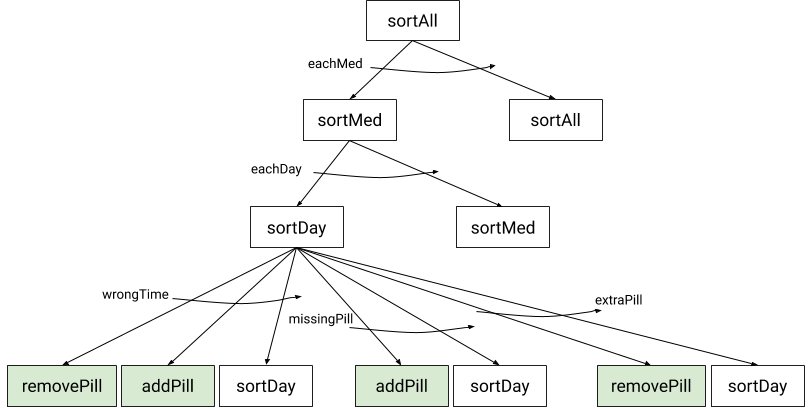 sortAll
eachMed
sortMed
sortAll
eachDay
sortDay
sortMed
wrongTime
missingPill
extraPill
removePill
addPill
sortDay
addPill
sortDay
removePill
sortDay